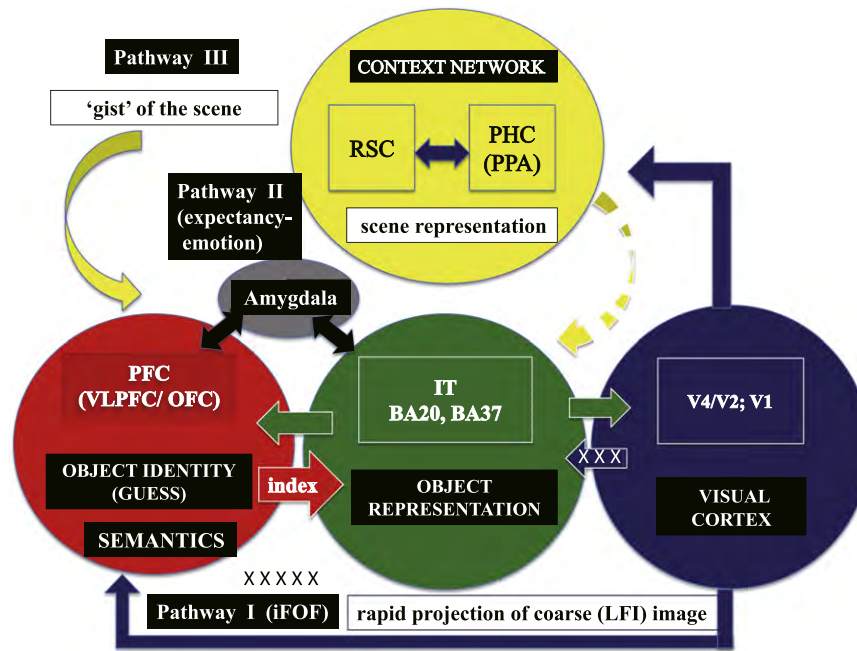 Pathway III
'gist' of the scene
CONTEXT NETWORK
RSC
PHC
(PPA)
scene representation
Pathway II
(expectancy-
emotion)
Amygdala
PFC
(VLPFC/ OFC)
OBJECT IDENTITY
(GUESS)
SEMANTICS
index
IT
BA20, BA37
OBJECT
REPRESENTATION
V4/V2; V1
X X X
VISUAL
CORTEX
X X X X X
Pathway I (iFOF)
rapid projection of coarse (LFI) image